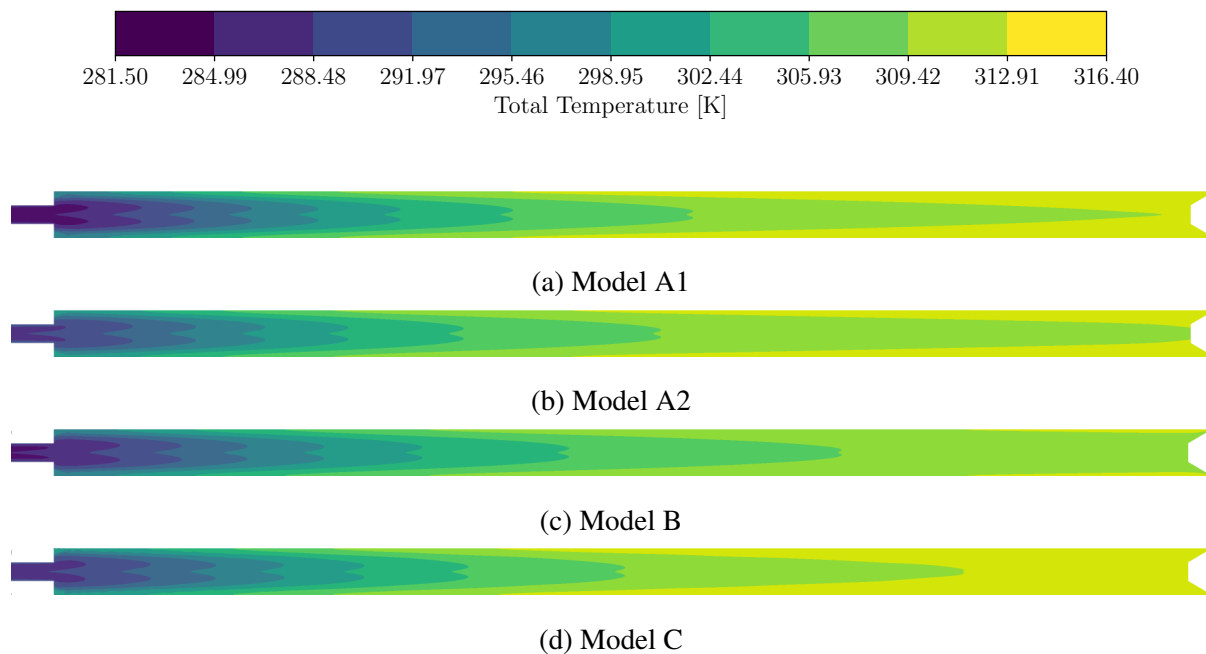 281.50 284.99 288.48 291.97 295.46 298.95 302.44 305.93 309.42 312.91 316.40
Total Temperature [K]
(a) Model A1
(b) Model A2
(c) Model B
(d) Model C